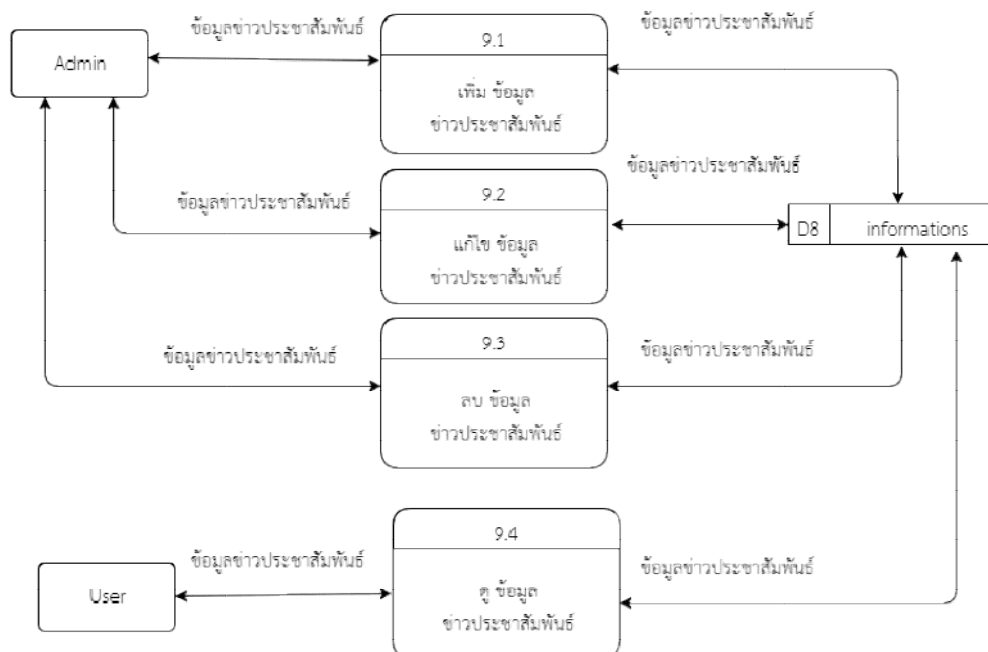 ข้อมูลข่าวประชาสัมพันธ์
9.1
ข้อมูลข่าวประชาสัมพันธ์
Admin
เพิ่ม ข้อมูล
ข่าวประชาสัมพันธ์
ข้อมูลข่าวประชาสัมพันธ์
9.2
ข้อมูลข่าวประชาสัมพันธ์
แก้ไข ข้อมูล
ข่าวประชาสัมพันธ์
D8
informations
ข้อมูลข่าวประชาสัมพันธ์
9.3
ข้อมูลข่าวประชาสัมพันธ์
ลบ ข้อมูล
ข่าวประชาสัมพันธ์
ข้อมูลข่าวประชาสัมพันธ์
9.4
ข้อมูลข่าวประชาสัมพันธ์
User
ดู ข้อมูล
ข่าวประชาสัมพันธ์